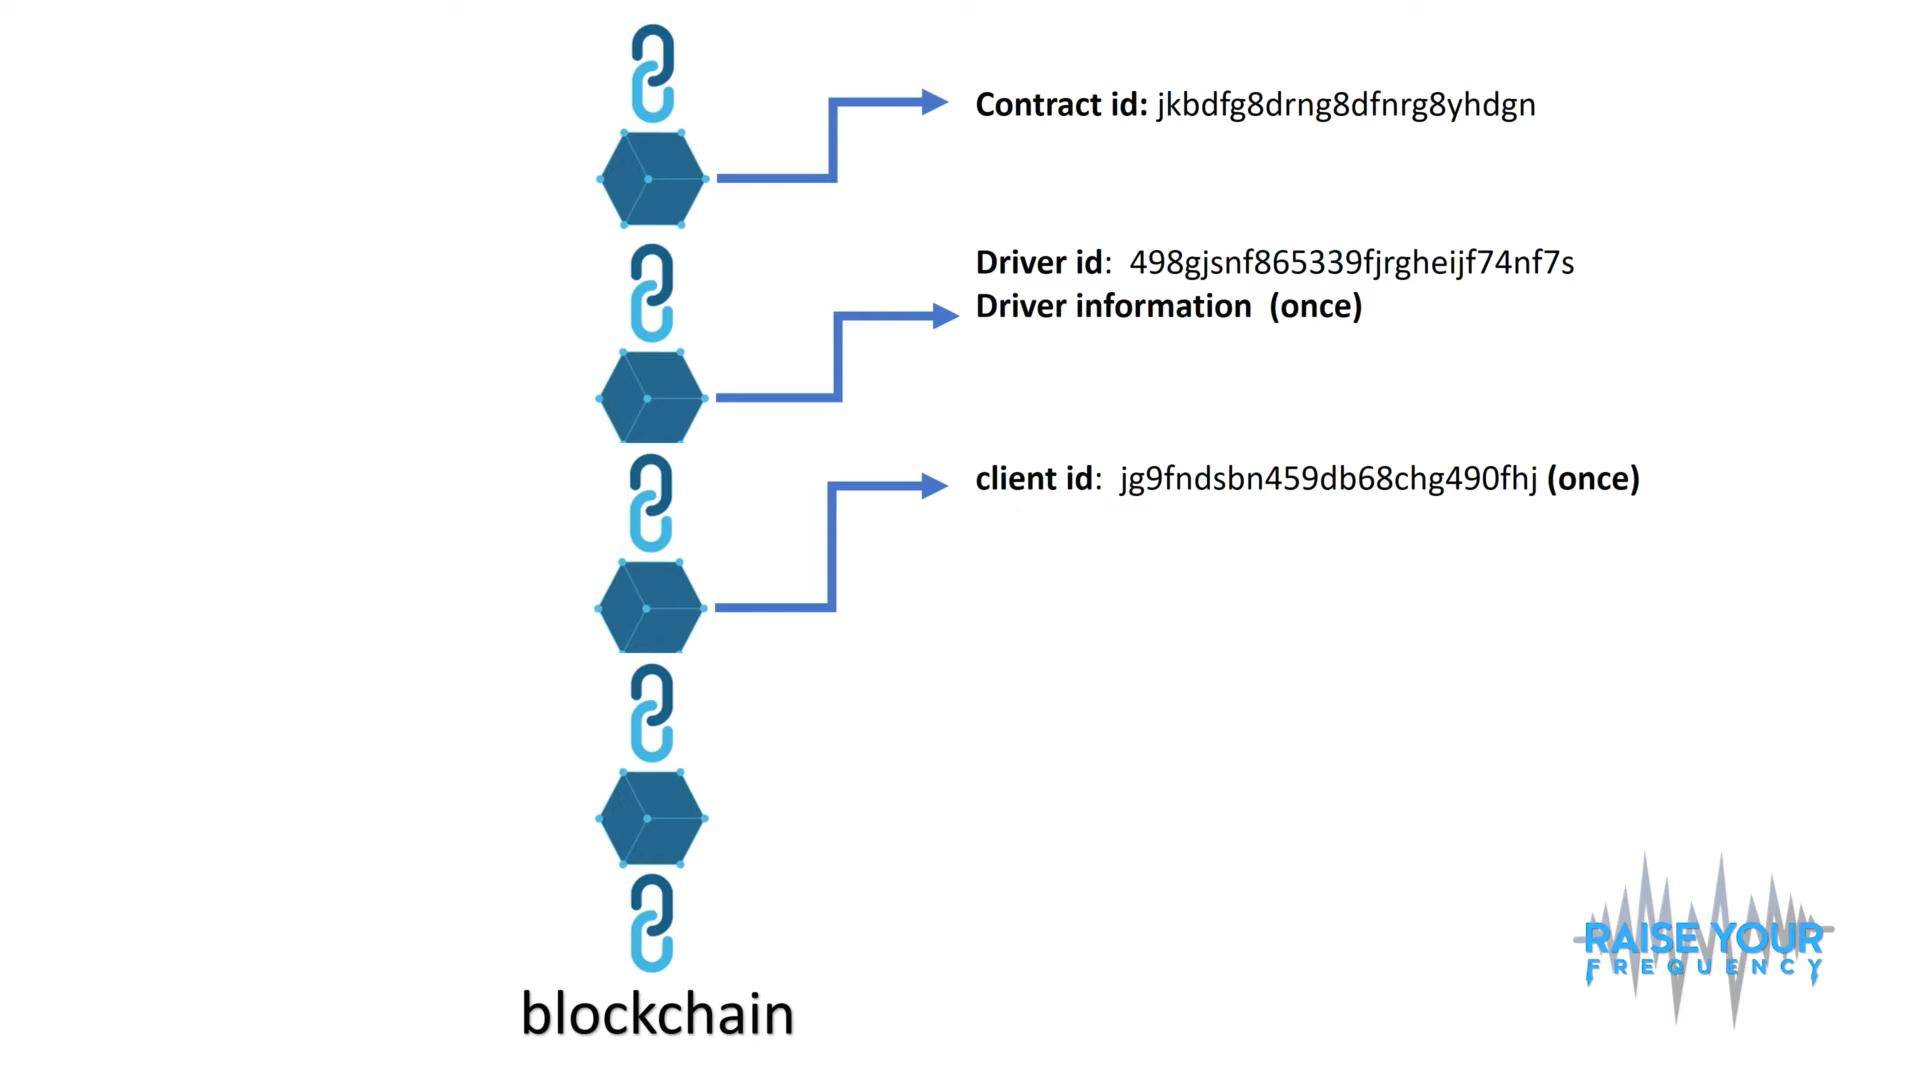 Contract id: jkbdfg8drng8dfnrg8yhdgn
Driver id:  498gjsnf865339fjrgheijf74nf7s
Driver information  (once)
client id:  jg9fndsbn459db68chg490fhj (once)
RAISE YOUR
FREQUENCY
blockchain